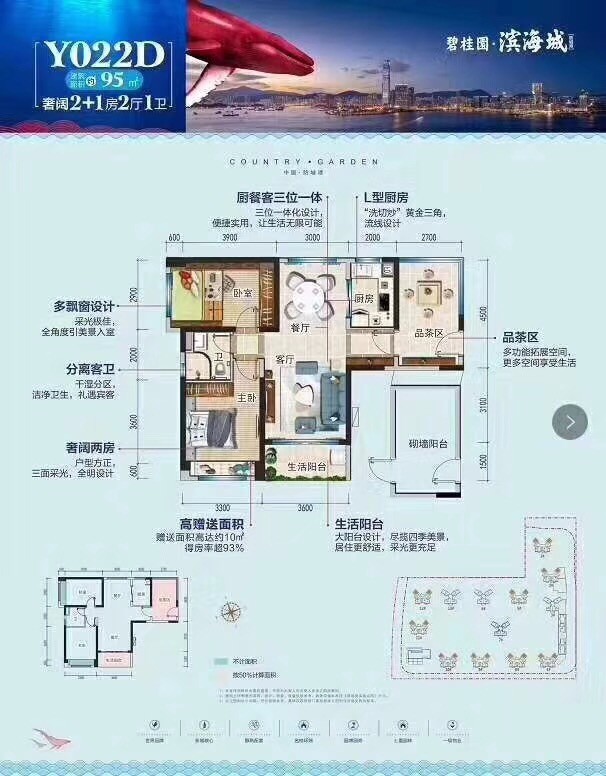 Y022D
建筑面积 约 95 ㎡
奢阔2+1房2厅1卫
碧桂园·滨海城
COUNTRY·GARDEN
中国·防城港
厨餐客三位一体
三位一体化设计，
便捷实用，让生活无限可能
L型厨房
“洗切炒”黄金三角，
流线设计
600 3900 3000 2000 2700
多飘窗设计
采光极佳，
全角度引美景入室
分离客卫
干湿分区，
洁净卫生，礼遇宾客
奢阔两房
户型方正，
三面采光，全明设计
2900
2000
3600
600
卧室
餐厅
厨房
品茶区
卫
客厅
主卧
生活阳台
砌墙阳台
4500
3100
1500
品茶区
多功能拓展空间，
更多空间享受生活
3300 3600
高赠送面积
赠送面积高达约10㎡
得房率超93%
生活阳台
大阳台设计，尽揽四季美景，
居住更舒适，采光更充足
不计面积
按50%计算面积